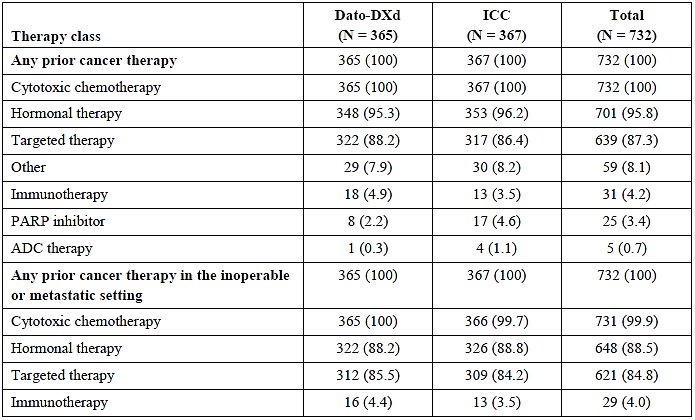 Therapy class Dato-DXd (N = 365) ICC (N = 367) Total (N = 732)
Any prior cancer therapy 365 (100) 367 (100) 732 (100)
Cytotoxic chemotherapy 365 (100) 367 (100) 732 (100)
Hormonal therapy 348 (95.3) 353 (96.2) 701 (95.8)
Targeted therapy 322 (88.2) 317 (86.4) 639 (87.3)
Other 29 (7.9) 30 (8.2) 59 (8.1)
Immunotherapy 18 (4.9) 13 (3.5) 31 (4.2)
PARP inhibitor 8 (2.2) 17 (4.6) 25 (3.4)
ADC therapy 1 (0.3) 4 (1.1) 5 (0.7)
Any prior cancer therapy in the inoperable 365 (100) 367 (100) 732 (100)
or metastatic setting
Cytotoxic chemotherapy 365 (100) 366 (99.7) 731 (99.9)
Hormonal therapy 322 (88.2) 326 (88.8) 648 (88.5)
Targeted therapy 312 (85.5) 309 (84.2) 621 (84.8)
Immunotherapy 16 (4.4) 13 (3.5) 29 (4.0)